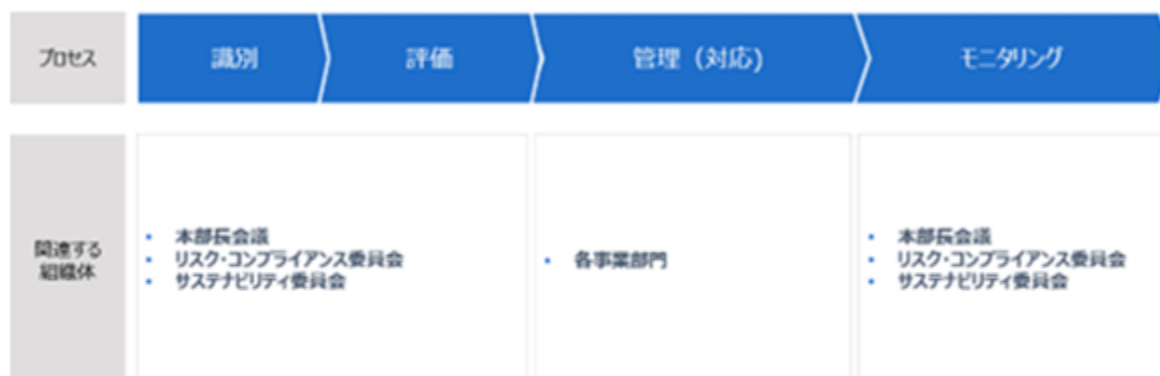 プロセス
識別
評価
管理（対応)
モニタリング
関連する
組織体
• 本部長会議
• リスク・コンプライアンス委員会
• サステナビリティ委員会
• 各事業部門
• 本部長会議
• リスク・コンプライアンス委員会
• サステナビリティ委員会